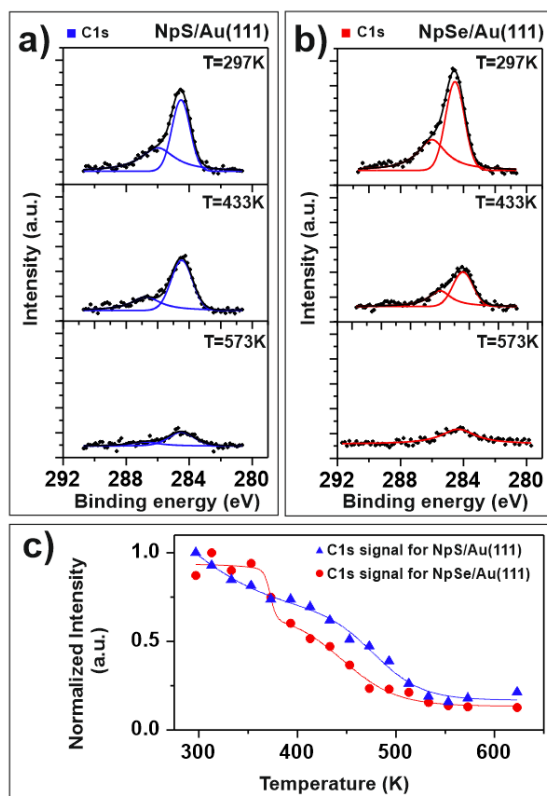 a)
C1s NpS/Au(111)
T=297K
T=433K
T=573K
Intensity (a.u.)
292 288 284 280
Binding energy (eV)
b)
C1s NpSe/Au(111)
T=297K
T=433K
T=573K
Intensity (a.u.)
292 288 284 280
Binding energy (eV)
c)
C1s signal for NpS/Au(111)
C1s signal for NpSe/Au(111)
1.0
0.5
0.0
Normalized Intensity
(a.u.)
300 400 500 600
Temperature (K)